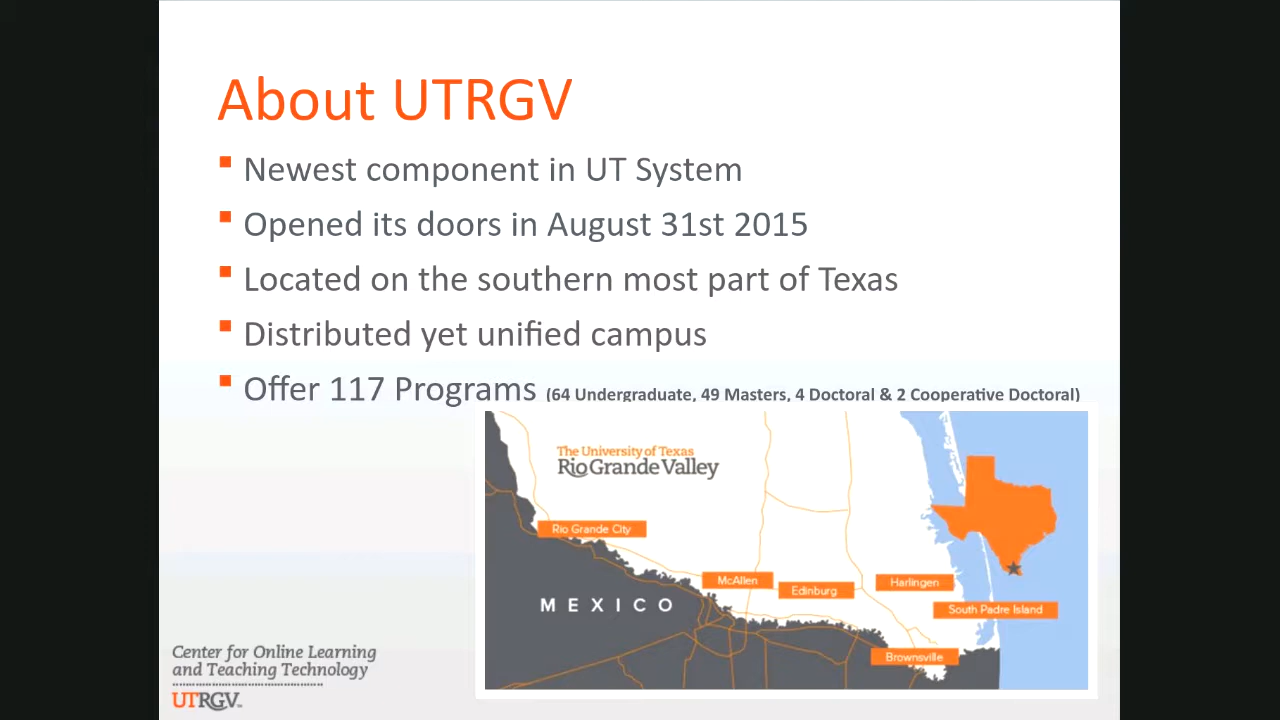 About UTRGV
Newest component in UT System
Opened its doors in August 31st 2015
Located on the southern most part of Texas
Distributed yet unified campus
Offer 117 Programs (64 Undergraduate, 49 Masters, 4 Doctoral & 2 Cooperative Doctoral)
The University of Texas
Rio Grande Valley
Rio Grande City
McAllen
Edinburg
Harlingen
South Padre Island
MEXICO
Brownsville
Center for Online Learning
and Teaching Technology
UTRGV